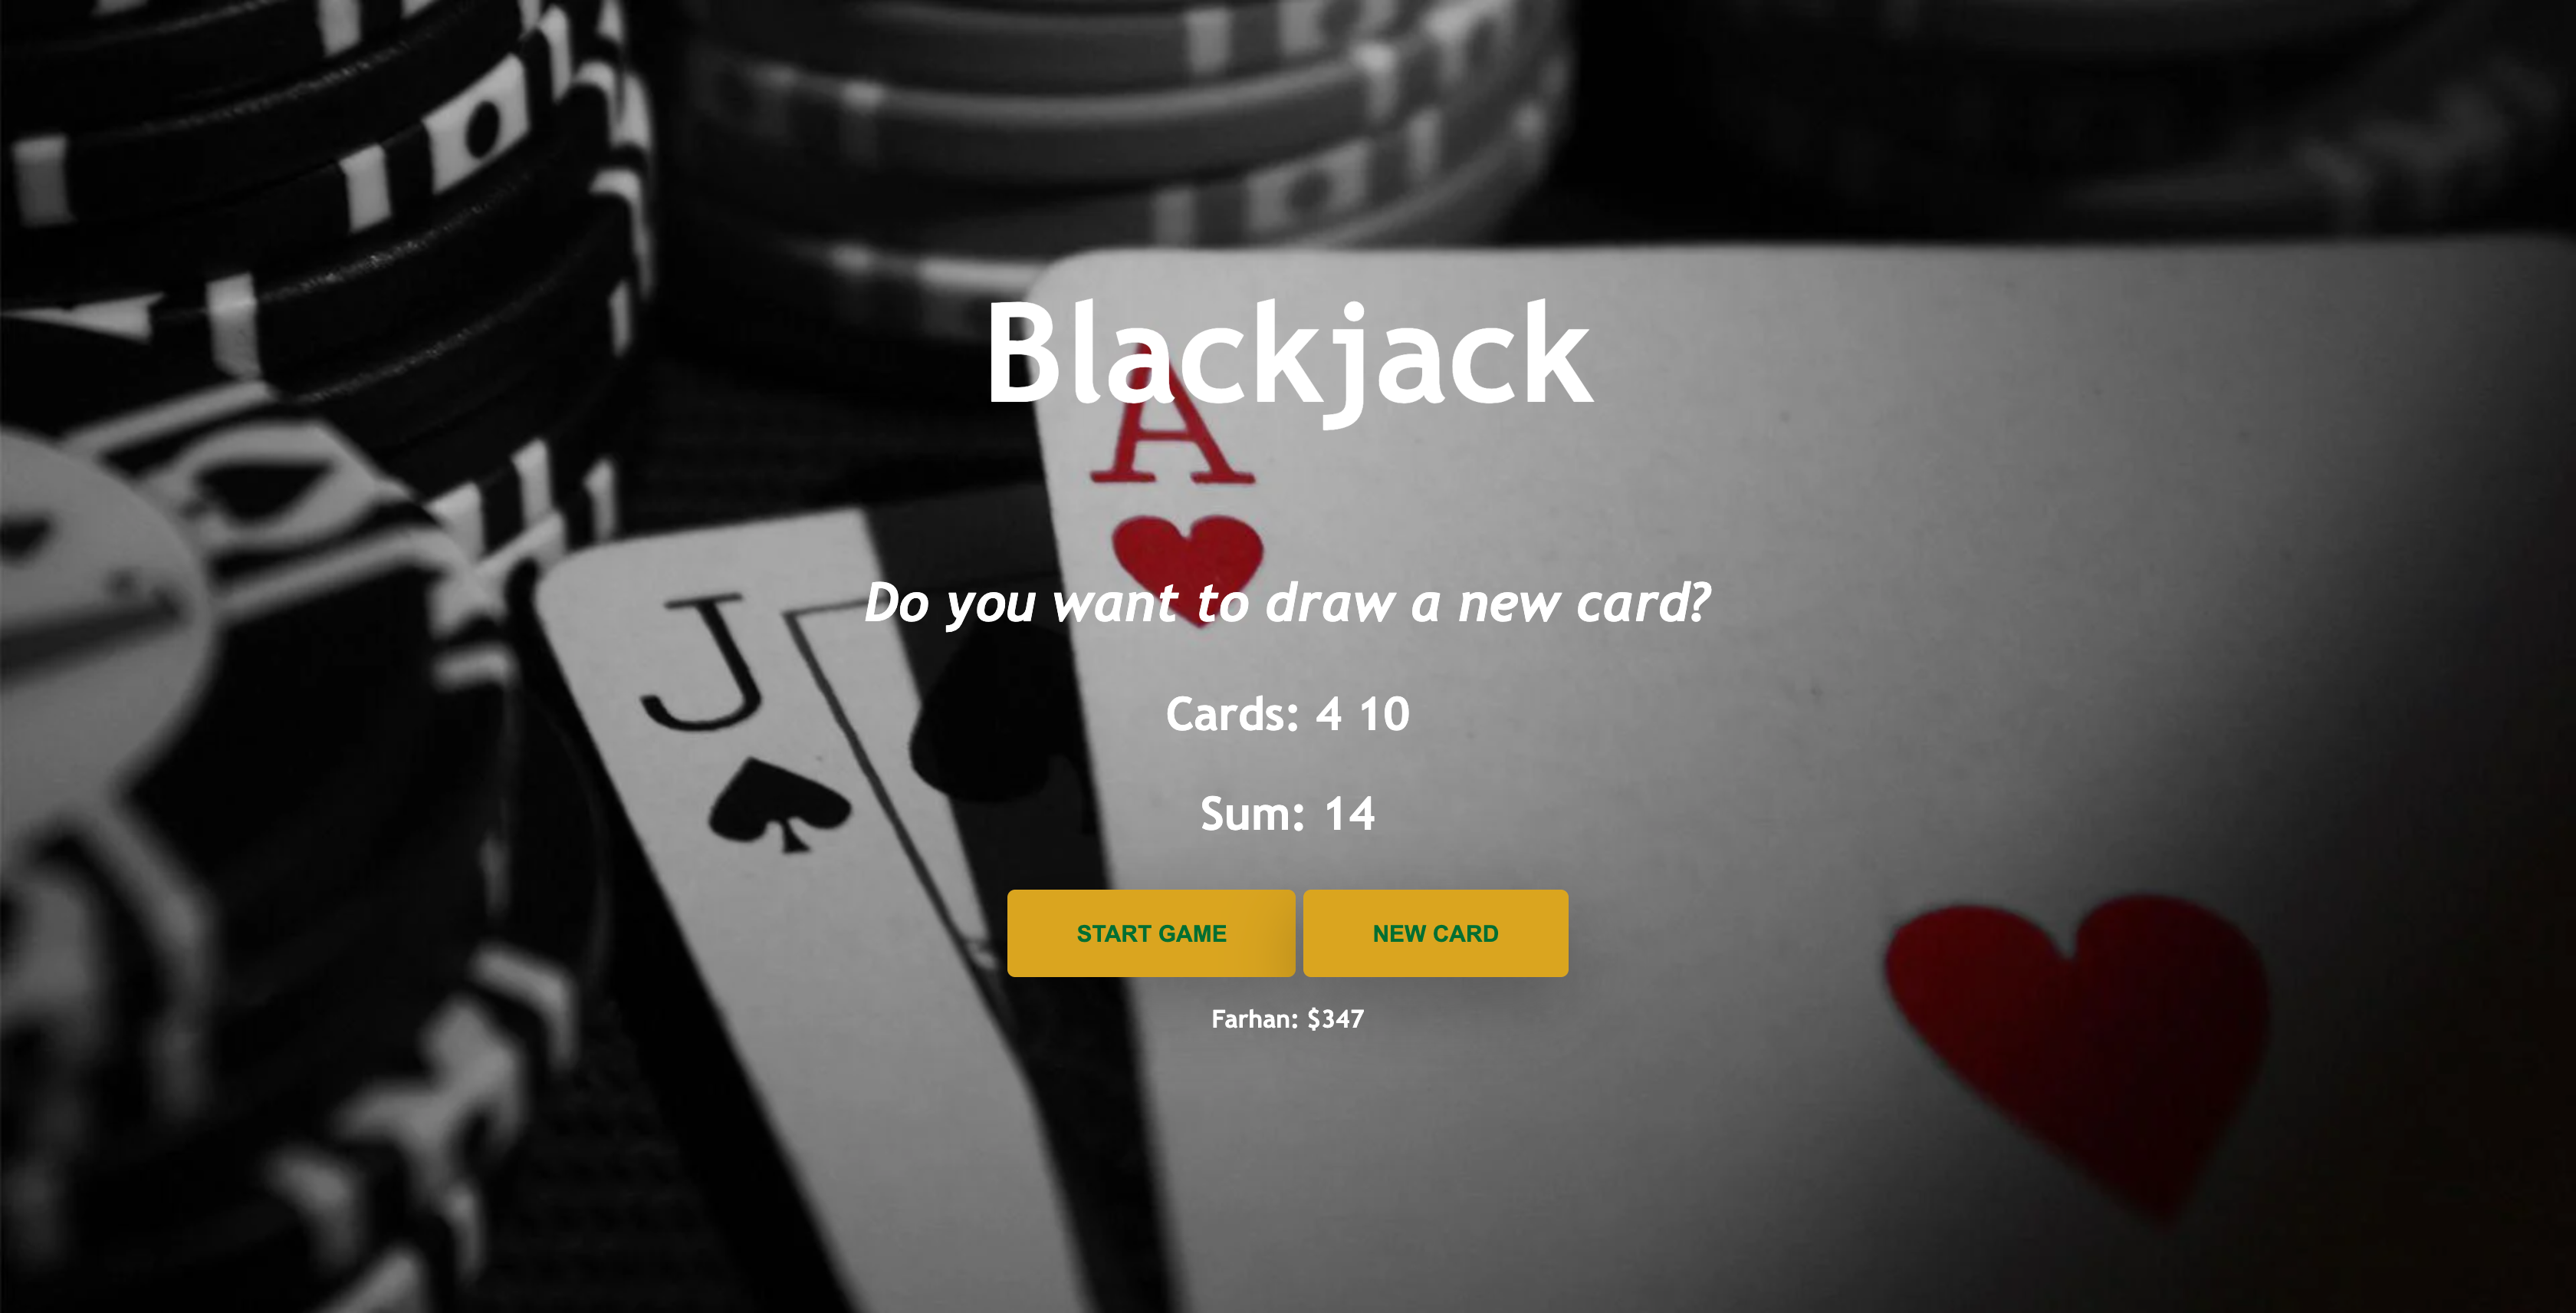 Blackjack
A
Do you want to draw a new card?
J
Cards: 4 10
Sum: 14
START GAME
NEW CARD
Farhan: $347